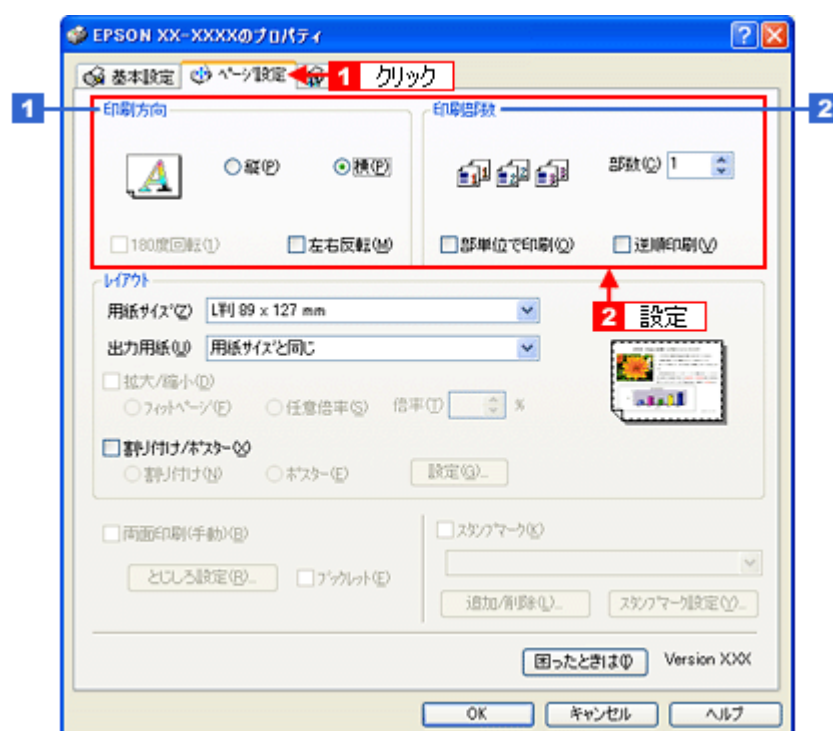 EPSON XX-XXXXのプロパティ
基本設定
ページ設定
1 クリック
1
印刷方向
縦(P)
横(P)
180度回転(1)
左右反転(M)
2
印刷部数
部数(C) 1
部単位で印刷(O)
逆順印刷(V)
2 設定
レイアウト
用紙サイズ(Z) L判 89 x 127 mm
出力用紙(U) 用紙サイズと同じ
拡大/縮小(D)
フィットページ(F) 任意倍率(S) 倍率(T) %
割り付け/ポスター(X)
割り付け(N) ポスター(E) 設定(G)...
両面印刷(手動)(B)
とじしろ設定(R)... ブックレット(E)
スタンプマーク(K)
追加/削除(L)... スタンプマーク設定(Y)...
困ったときは(I) Version XXX
OK キャンセル ヘルプ